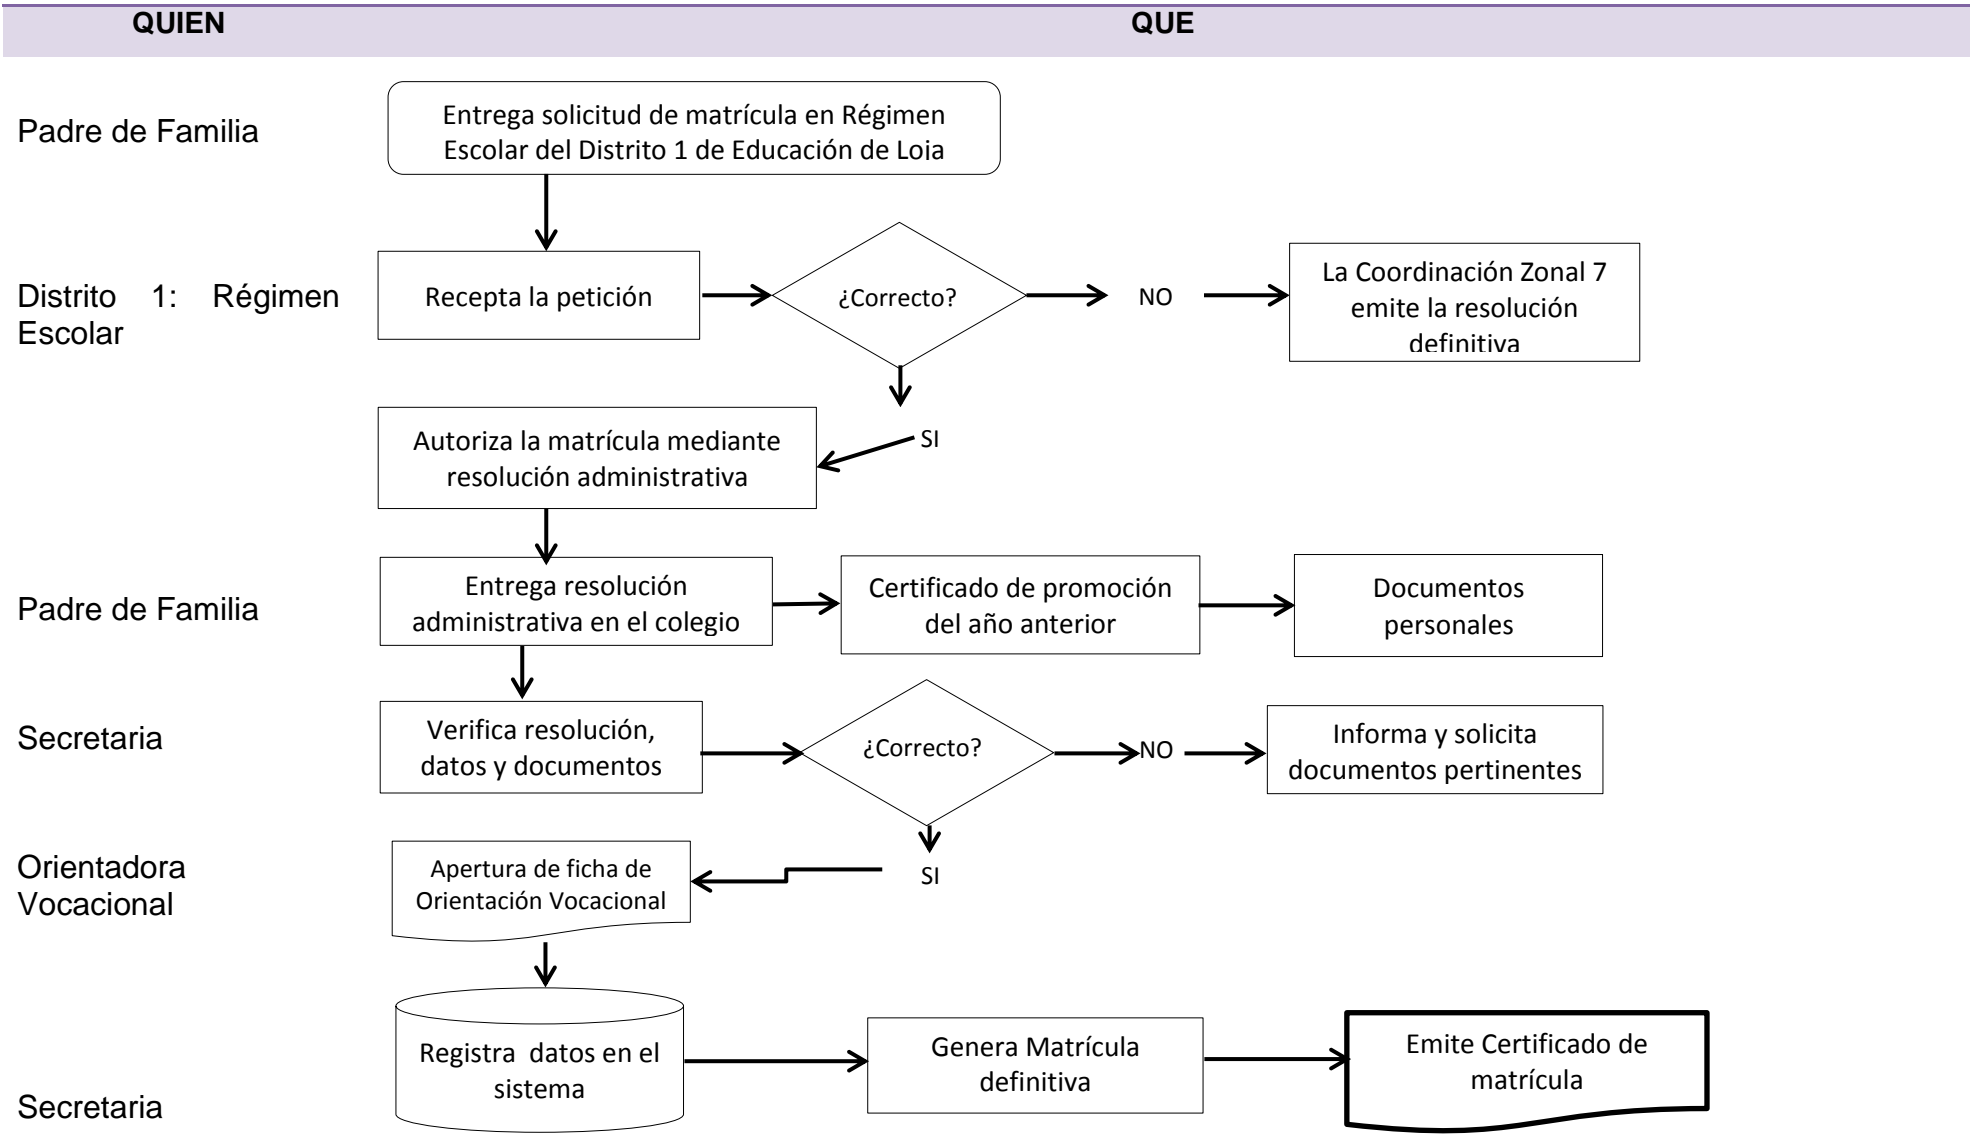 QUIEN QUE
Padre de Familia
Entrega solicitud de matrícula en Régimen
Escolar del Distrito 1 de Educación de Loja
Distrito 1: Régimen
Escolar
Recepta la petición
¿Correcto?
NO
La Coordinación Zonal 7
emite la resolución
definitiva
SI
Autoriza la matrícula mediante
resolución administrativa
Padre de Familia
Entrega resolución
administrativa en el colegio
Certificado de promoción
del año anterior
Documentos
personales
Secretaria
Verifica resolución,
datos y documentos
¿Correcto?
NO
Informa y solicita
documentos pertinentes
SI
Orientadora
Vocacional
Apertura de ficha de
Orientación Vocacional
Secretaria
Registra datos en el
sistema
Genera Matrícula
definitiva
Emite Certificado de
matrícula